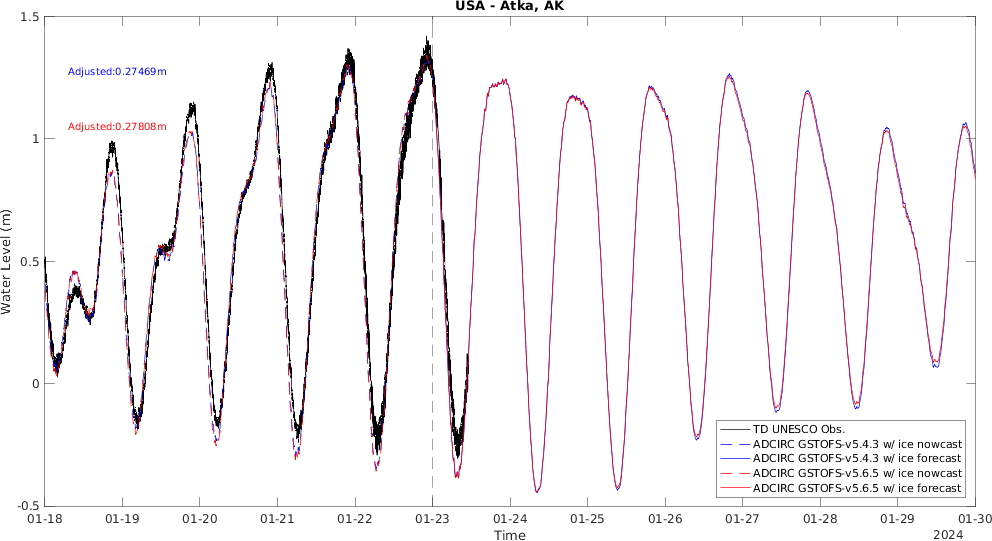 USA - Atka, AK
1.5
Adjusted:0.27469m
Adjusted:0.27808m
1
0.5
0
-0.5
Water Level (m)
TD UNESCO Obs.
ADCIRC GSTOFS-v5.4.3 w/ ice nowcast
ADCIRC GSTOFS-v5.4.3 w/ ice forecast
ADCIRC GSTOFS-v5.6.5 w/ ice nowcast
ADCIRC GSTOFS-v5.6.5 w/ ice forecast
01-18 01-19 01-20 01-21 01-22 01-23 01-24 01-25 01-26 01-27 01-28 01-29 01-30
Time
2024